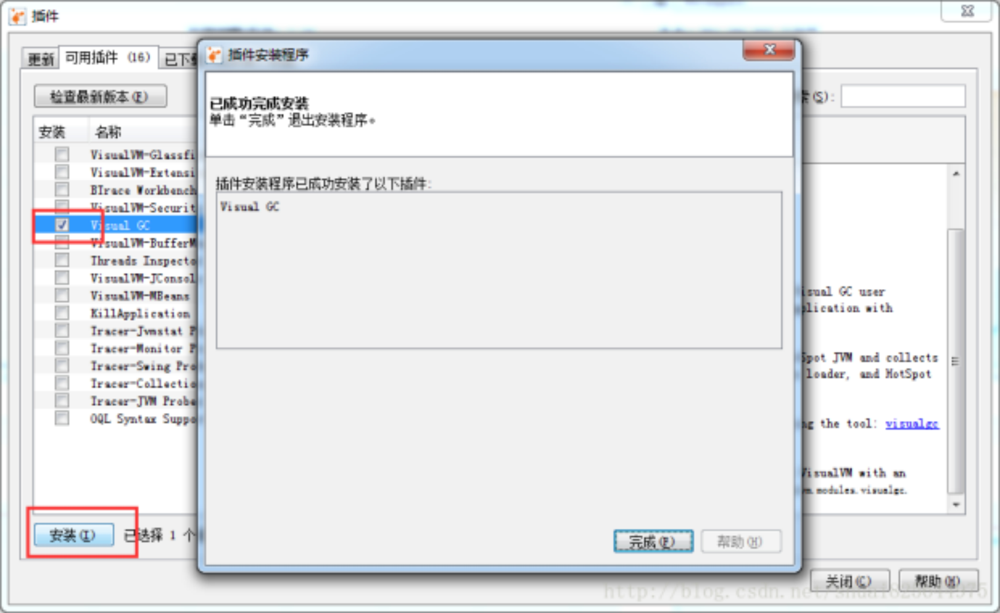 插件
更新
可用插件 (16)
已下
插件安装程序
检查最新版本(F)
(S):
已成功完成安装
单击“完成”退出安装程序。
安装
名称
插件安装程序已成功安装了以下插件:
Visual GC
VisualVM-Glassfi
VisualVM-Extensi
BTrace Workbench
VisualVM-Securit
Visual GC
VisualVM-BufferM
Threads Inspecto
VisualVM-JConsol
VisualVM-MBeans
KillApplication
Tracer-Jvmstat P
Tracer-Monitor P
Tracer-Swing Pro
Tracer-Collectio
Tracer-JVM Probe
OQL Syntax Suppo
isual GC user
plication with
Spot JVM and collects
loader, and HotSpot
ng the tool: visualgc
VisualVM with an
vm.modules.visualgc.
安装(I)
已选择 1 个
完成(F)
帮助(H)
关闭(C)
帮助(H)
http://blog.csdn.net/